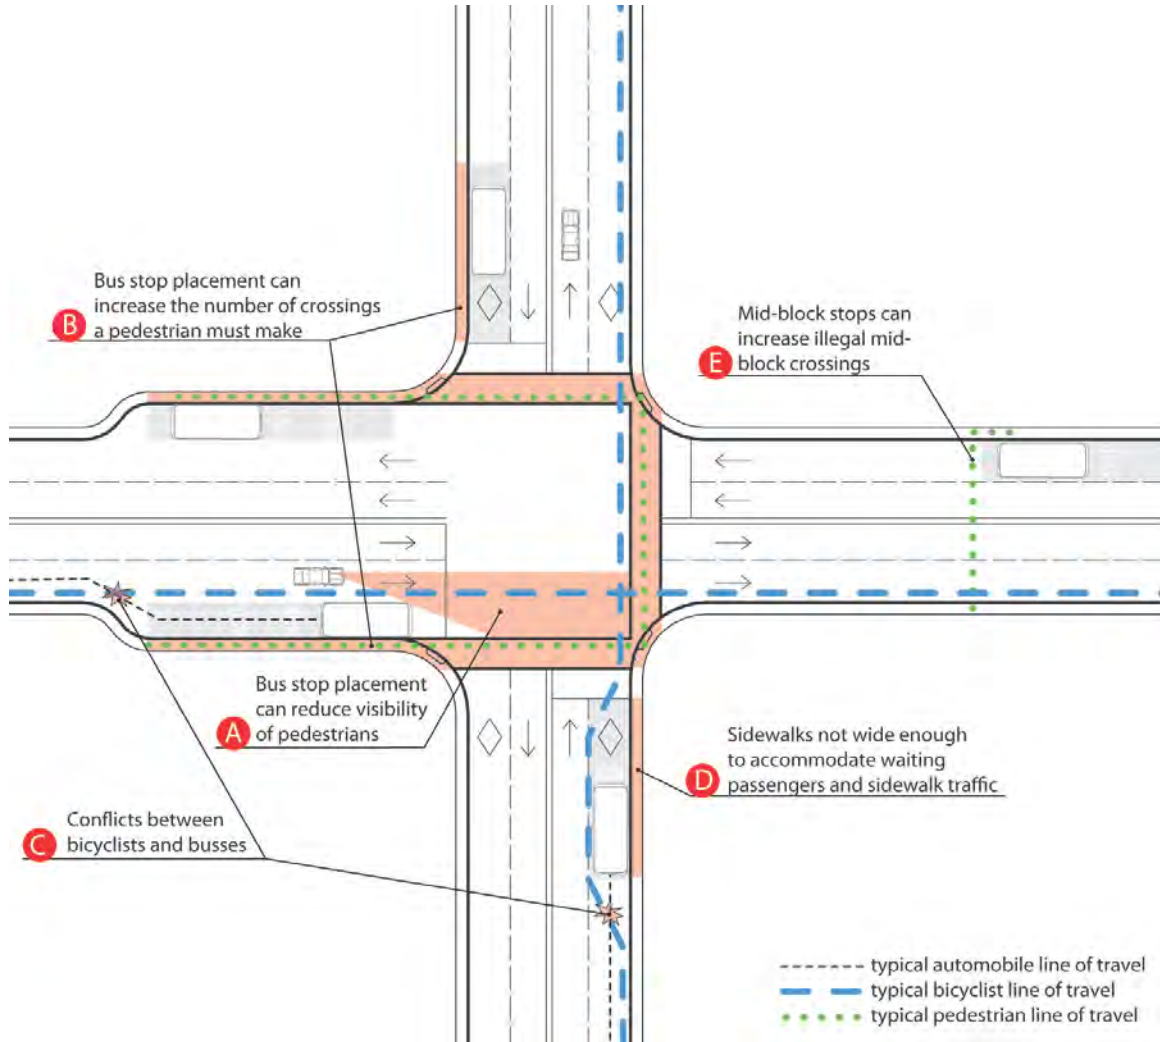 Bus stop placement can
increase the number of crossings
B a pedestrian must make
Mid-block stops can
increase illegal mid-
E block crossings
Bus stop placement
can reduce visibility
A of pedestrians
Sidewalks not wide enough
to accommodate waiting
D passengers and sidewalk traffic
Conflicts between
C bicyclists and busses
typical automobile line of travel
typical bicyclist line of travel
typical pedestrian line of travel